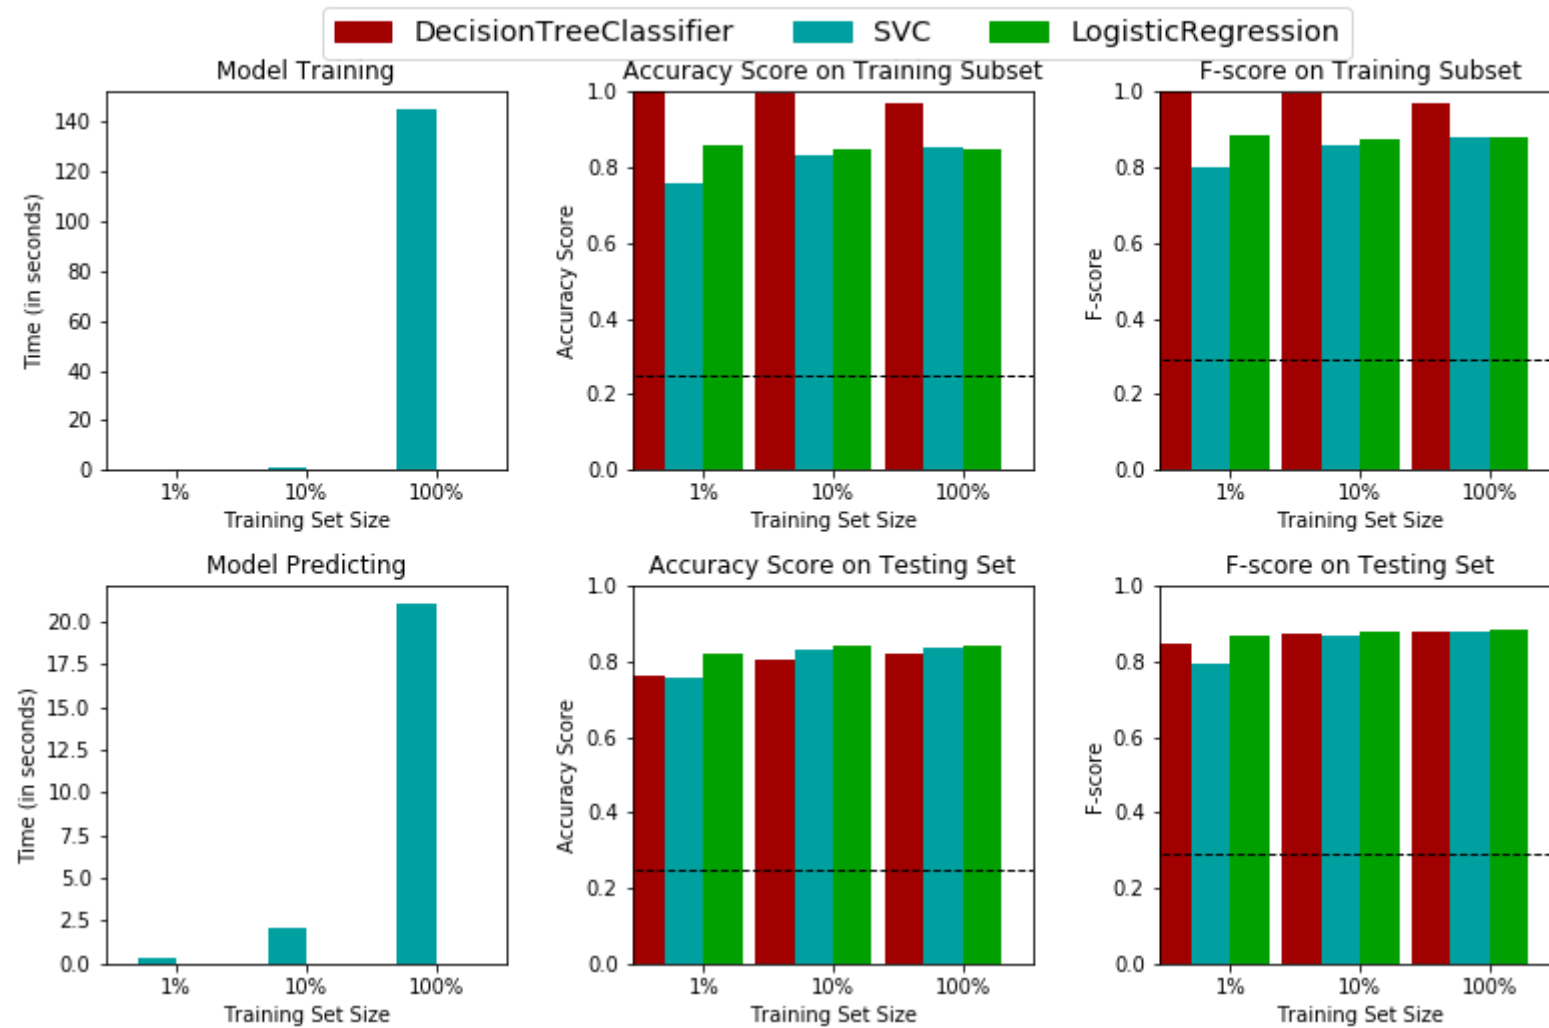 DecisionTreeClassifier SVC LogisticRegression
Model Training
Time (in seconds)
140
120
100
80
60
40
20
0
1% 10% 100%
Training Set Size
Accuracy Score on Training Subset
Accuracy Score
1.0
0.8
0.6
0.4
0.2
0.0
1% 10% 100%
Training Set Size
F-score on Training Subset
F-score
1.0
0.8
0.6
0.4
0.2
0.0
1% 10% 100%
Training Set Size
Model Predicting
Time (in seconds)
20.0
17.5
15.0
12.5
10.0
7.5
5.0
2.5
0.0
1% 10% 100%
Training Set Size
Accuracy Score on Testing Set
Accuracy Score
1.0
0.8
0.6
0.4
0.2
0.0
1% 10% 100%
Training Set Size
F-score on Testing Set
F-score
1.0
0.8
0.6
0.4
0.2
0.0
1% 10% 100%
Training Set Size